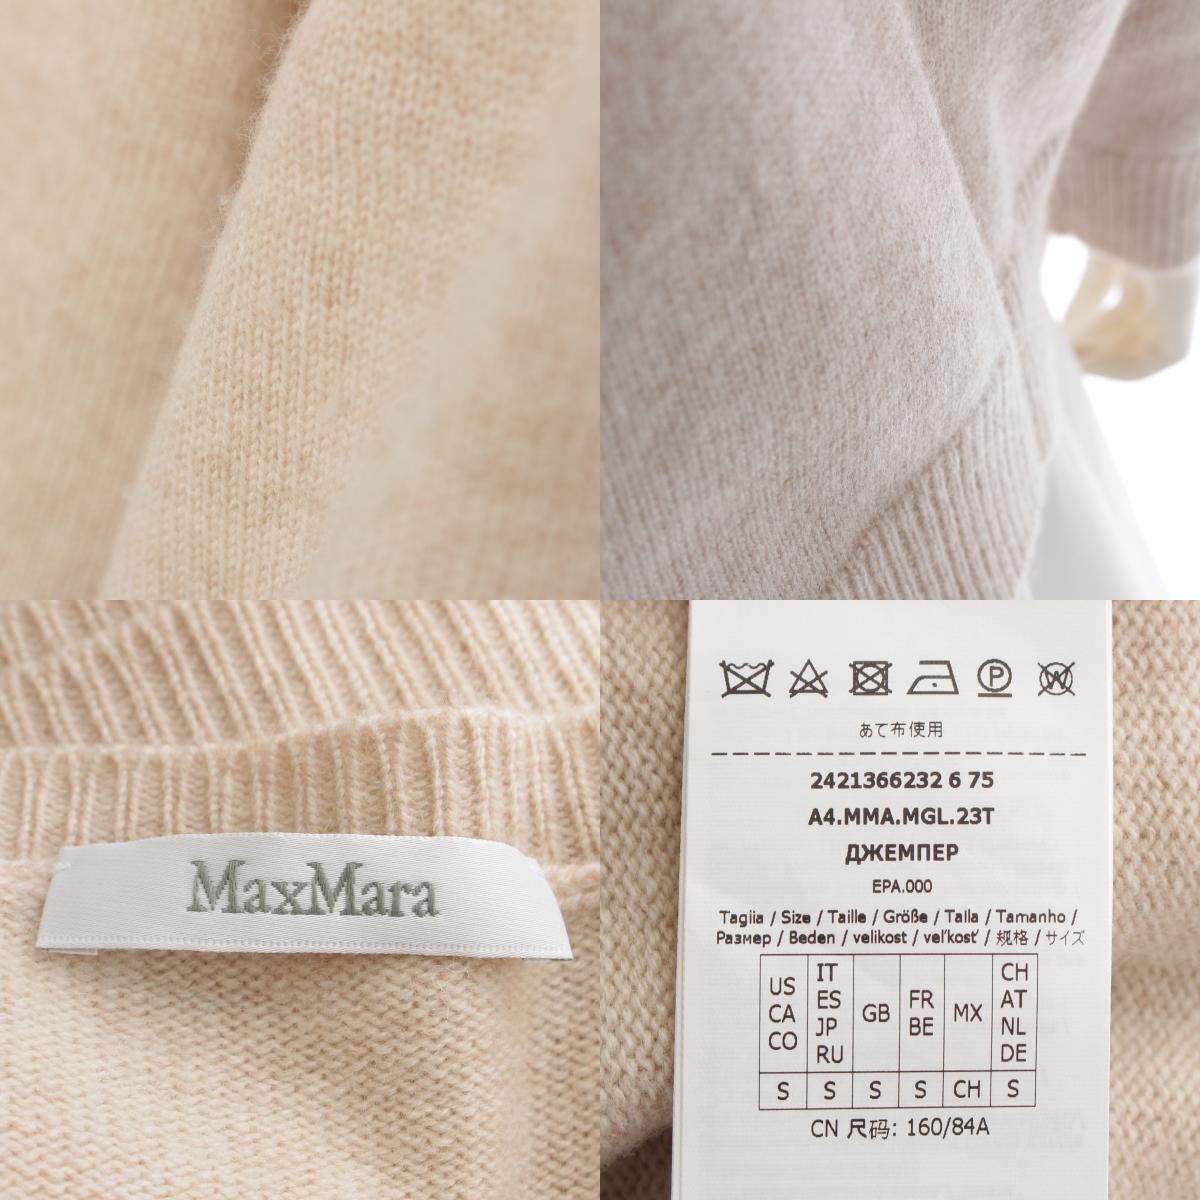 MaxMara
P
W
あて布使用
2421366232 6 75
A4.MMA.MGL.23T
ДЖЕМПЕР
EPA.000
Taglia / Size / Taille / Größe / Talla / Tamanho /
Размер / Beden / velikost / veľkosť / 规格 / サイズ
US CA CO
IT ES JP RU
GB
FR BE
MX
CH AT NL DE
S S S S CH S
CN 尺码: 160/84A